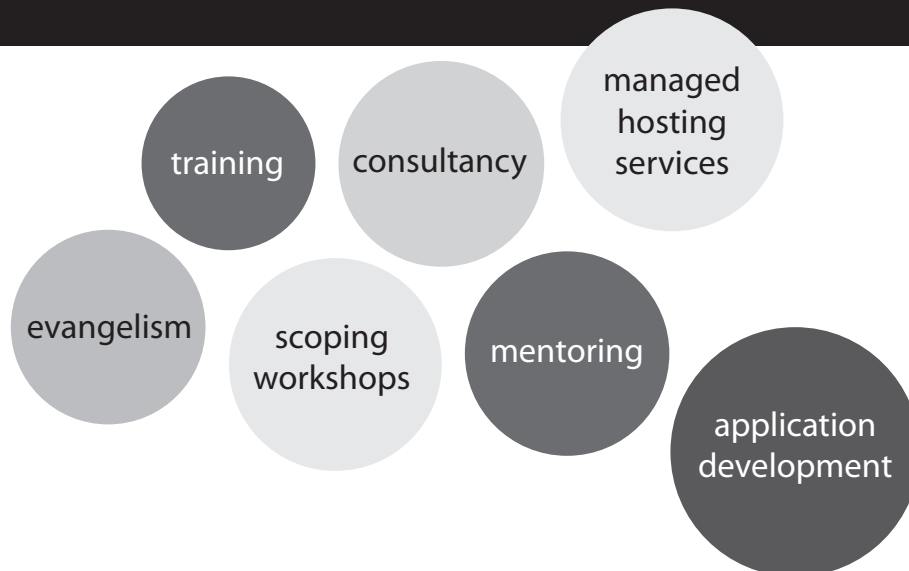 managed
hosting
services
training
consultancy
evangelism
scoping
workshops
mentoring
application
development